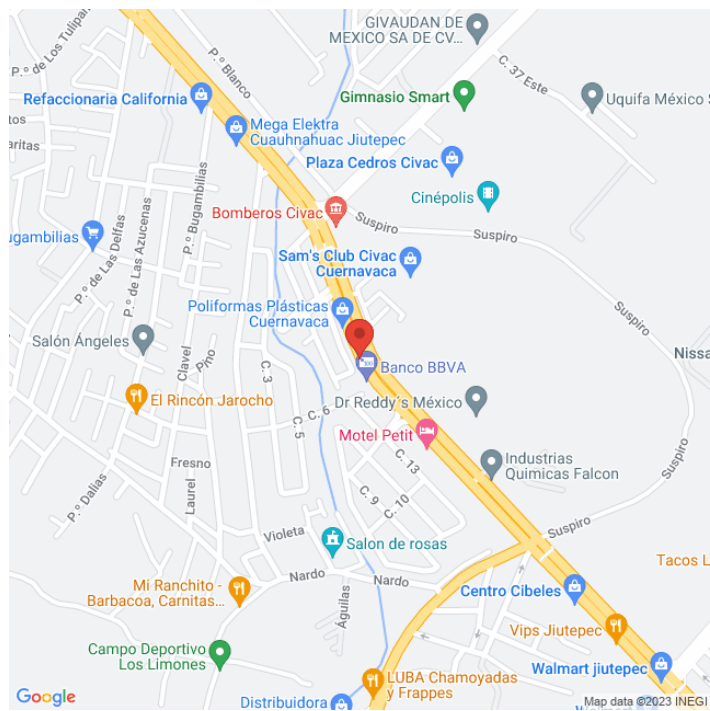 GIVAUDAN DE
MEXICO SA DE CV...
P.º de Los Tulipan
P.º Blanco
C. 37 Este
Refaccionaria California
Gimnasio Smart
Uquifa México S
Mega Elektra
Cuauhnahuac Jiutepec
Plaza Cedros Civac
Cinépolis
Bomberos Civac
Suspiro
Suspiro
P.º Bugambilias
ugambilias
P.º de Las Delfas
P.º de Las Azucenas
Sam's Club Civac
Cuernavaca
Poliformas Plásticas
Cuernavaca
Suspiro
Salón Ángeles
Pino
Clavel
C. 3
Banco BBVA
Nissa
El Rincón Jarocho
C. 6
C. 5
Dr Reddy´s México
Motel Petit
C. 13
Industrias
Quimicas Falcon
Fresno
Laurel
P.º Dalias
C. 9
C. 10
Violeta
Suspiro
Salon de rosas
Tacos L
Nardo
Nardo
Águilas
Mi Ranchito -
Barbacoa, Carnitas...
Centro Cibeles
Vips Jiutepec
Campo Deportivo
Los Limones
Walmart jiutepec
LUBA Chamoyadas
y Frappes
Distribuidora
Google
Map data ©2023 INEGI